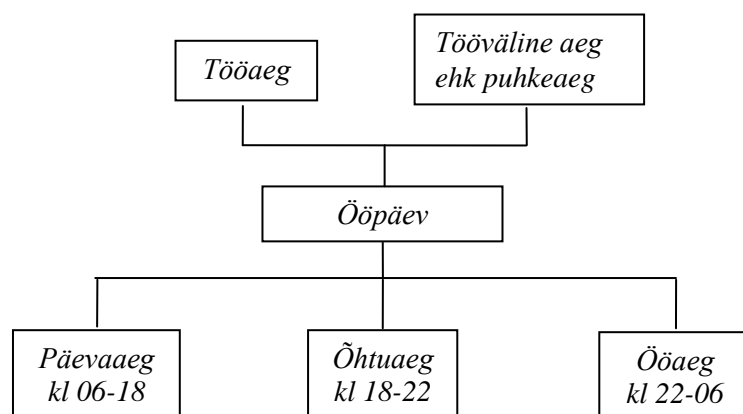 Tööaeg
Tööväline aeg
ehk puhkeaeg
Ööpäev
Päevaaeg
kl 06-18
Õhtuaeg
kl 18-22
Ööaeg
kl 22-06